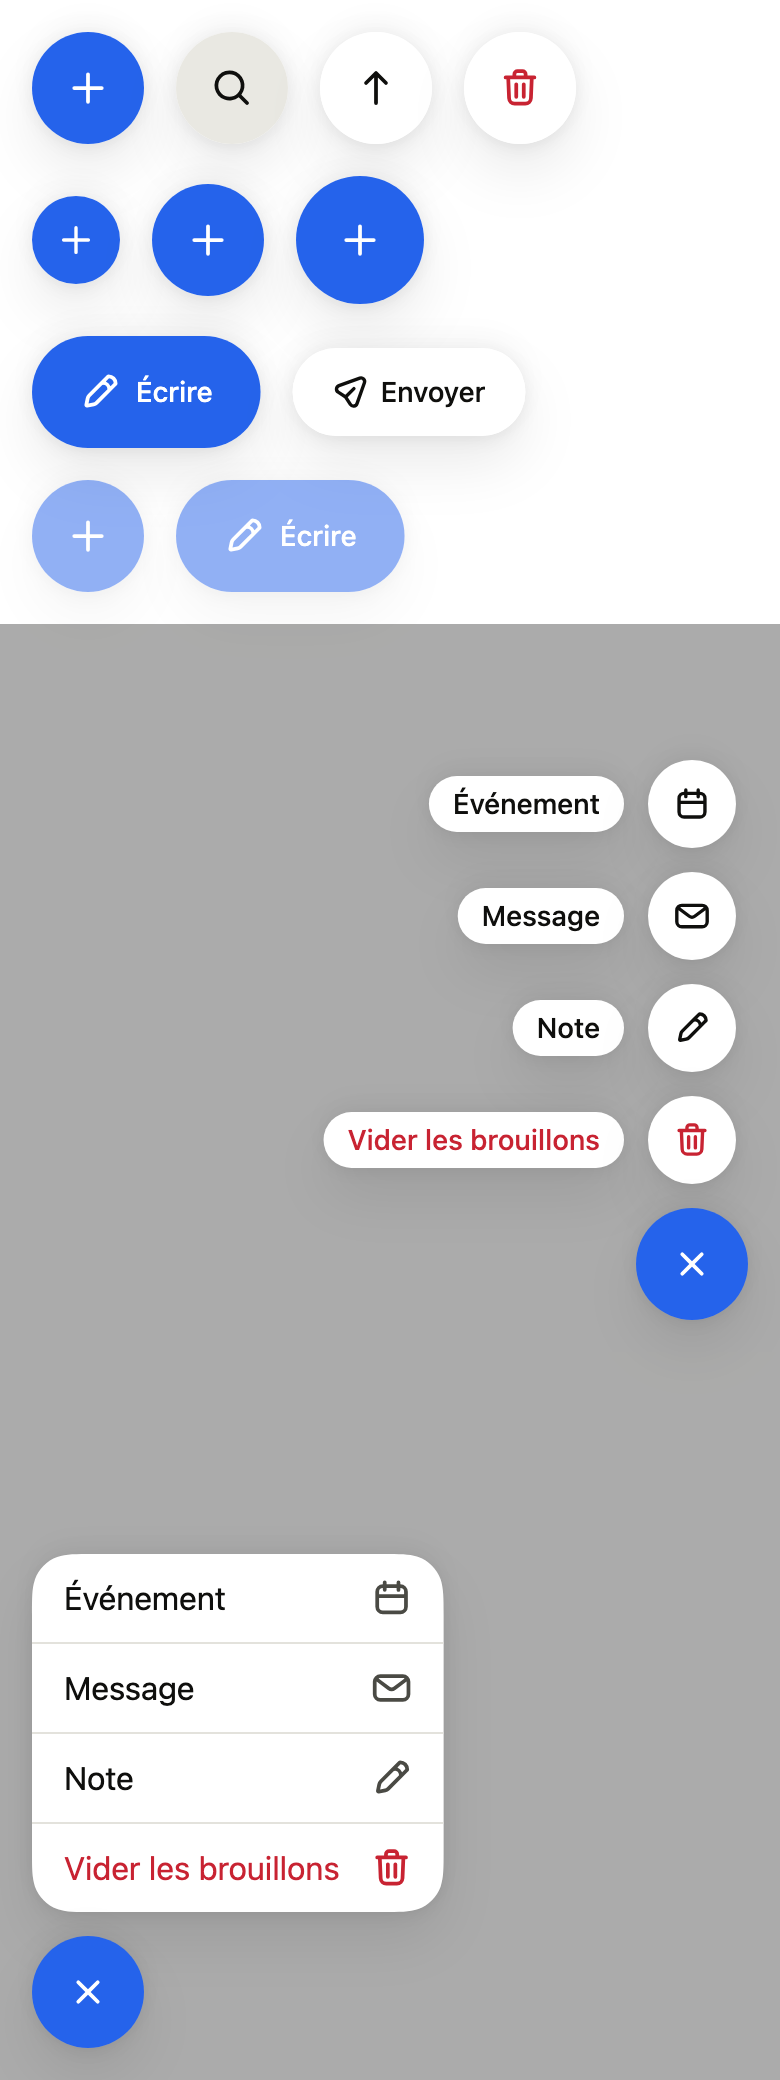 Écrire
Envoyer
Écrire
Événement
Message
Note
Vider les brouillons
Événement
Message
Note
Vider les brouillons